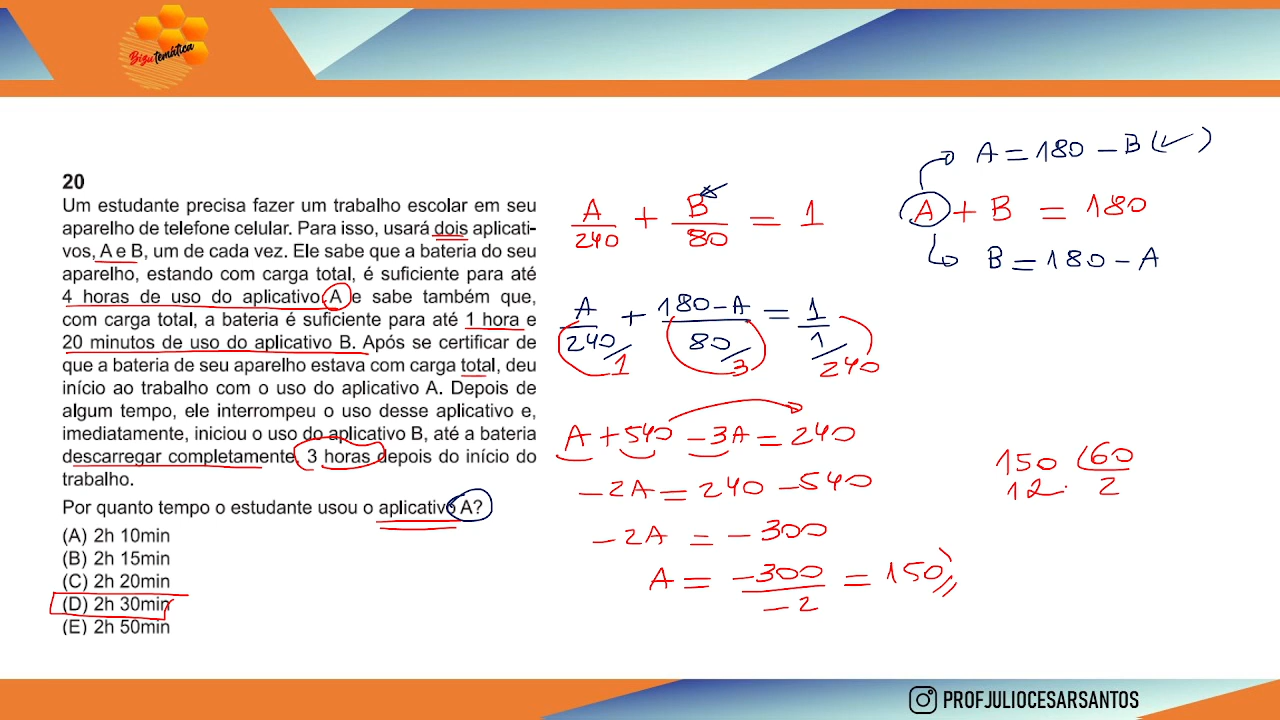 Bizutemática
20
Um estudante precisa fazer um trabalho escolar em seu
aparelho de telefone celular. Para isso, usará dois aplicati-
vos, A e B, um de cada vez. Ele sabe que a bateria do seu
aparelho, estando com carga total, é suficiente para até
4 horas de uso do aplicativo A e sabe também que,
com carga total, a bateria é suficiente para até 1 hora e
20 minutos de uso do aplicativo B. Após se certificar de
que a bateria de seu aparelho estava com carga total, deu
início ao trabalho com o uso do aplicativo A. Depois de
algum tempo, ele interrompeu o uso desse aplicativo e,
imediatamente, iniciou o uso do aplicativo B, até a bateria
descarregar completamente, 3 horas depois do início do
trabalho.
Por quanto tempo o estudante usou o aplicativo A?
(A) 2h 10min
(B) 2h 15min
(C) 2h 20min
(D) 2h 30min
(E) 2h 50min
A/240 + B/80 = 1
A/240/1 + 180-A/80/3 = 1/1/240
A + 540 - 3A = 240
-2A = 240 - 540
-2A = -300
A = -300/-2 = 150
A = 180 - B (✓)
A + B = 180
B = 180 - A
150 60
12 2
PROFJULIOCESARSANTOS